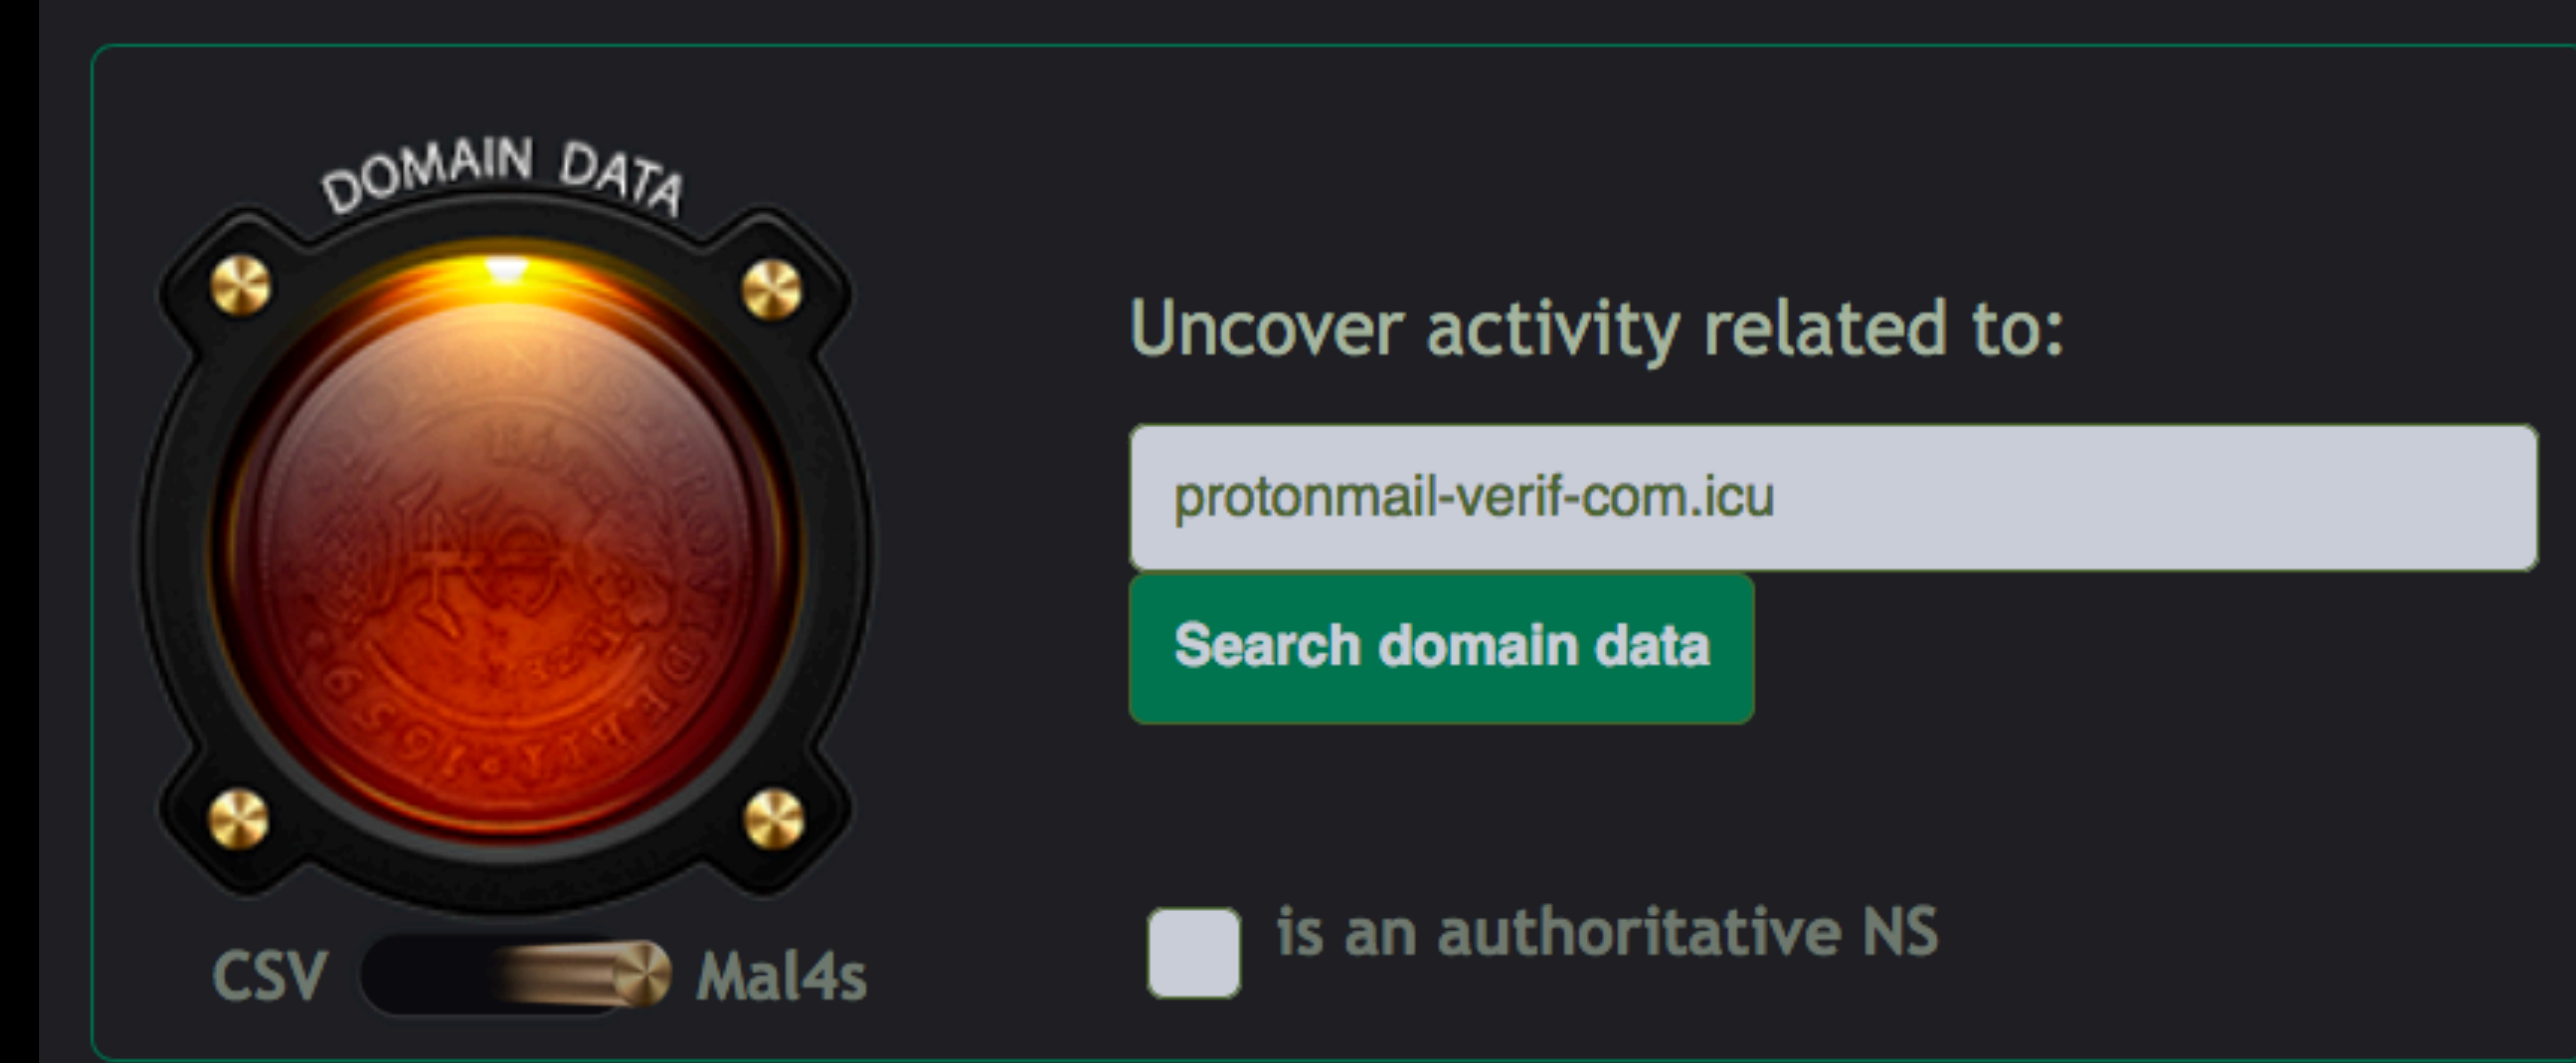 DOMAIN DATA
Uncover activity related to:
protonmail-verif-com.icu
Search domain data
is an authoritative NS
CSV
Mal4s